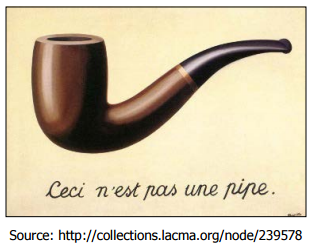 Ceci n'est pas une pipe.
Source: http://collections.lacma.org/node/239578